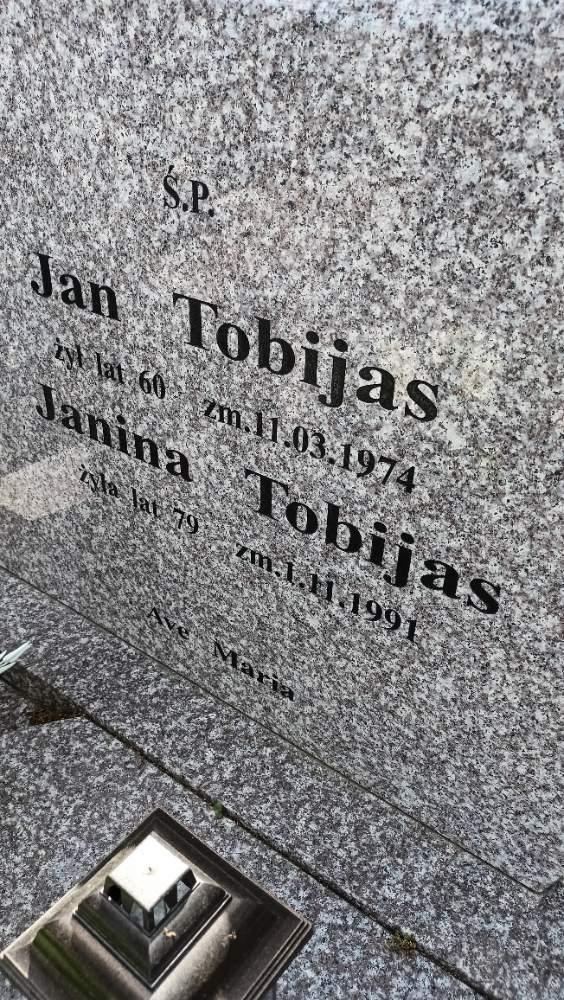 Ś.P.
Jan Tobijas
żył lat 60 zm.11.03.1974
Janina Tobijas
żyła lat 79 zm.1.11.1991
Ave Maria